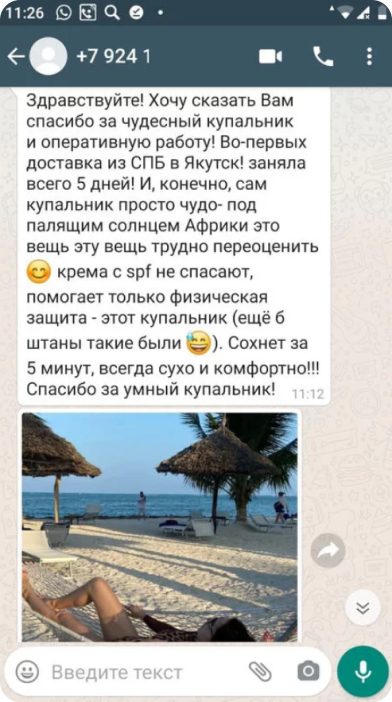 11:26
+7 924 1
Здравствуйте! Хочу сказать Вам
спасибо за чудесный купальник
и оперативную работу! Во-первых
доставка из СПБ в Якутск! заняла
всего 5 дней! И, конечно, сам
купальник просто чудо- под
палящим солнцем Африки это
вещь эту вещь трудно переоценить
😊 крема с spf не спасают,
помогает только физическая
защита - этот купальник (ещё б
штаны такие были 😅). Сохнет за
5 минут, всегда сухо и комфортно!!!
Спасибо за умный купальник!
11:12
Введите текст